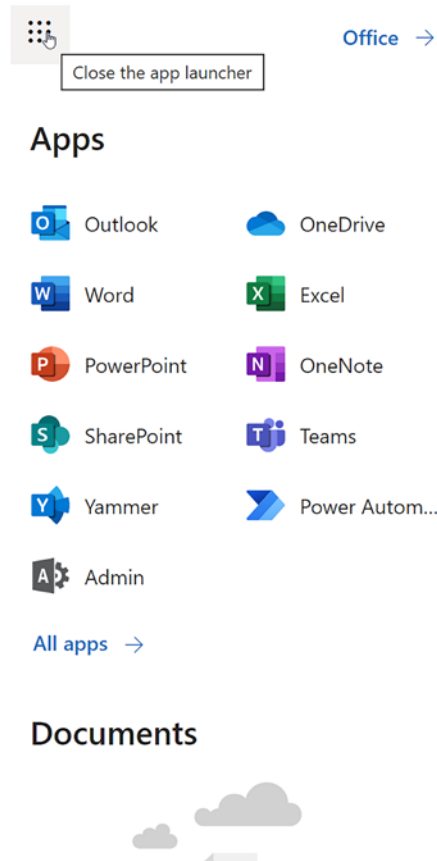 Office →
Close the app launcher
Apps
Outlook
OneDrive
Word
Excel
PowerPoint
OneNote
SharePoint
Teams
Yammer
Power Autom...
Admin
All apps →
Documents